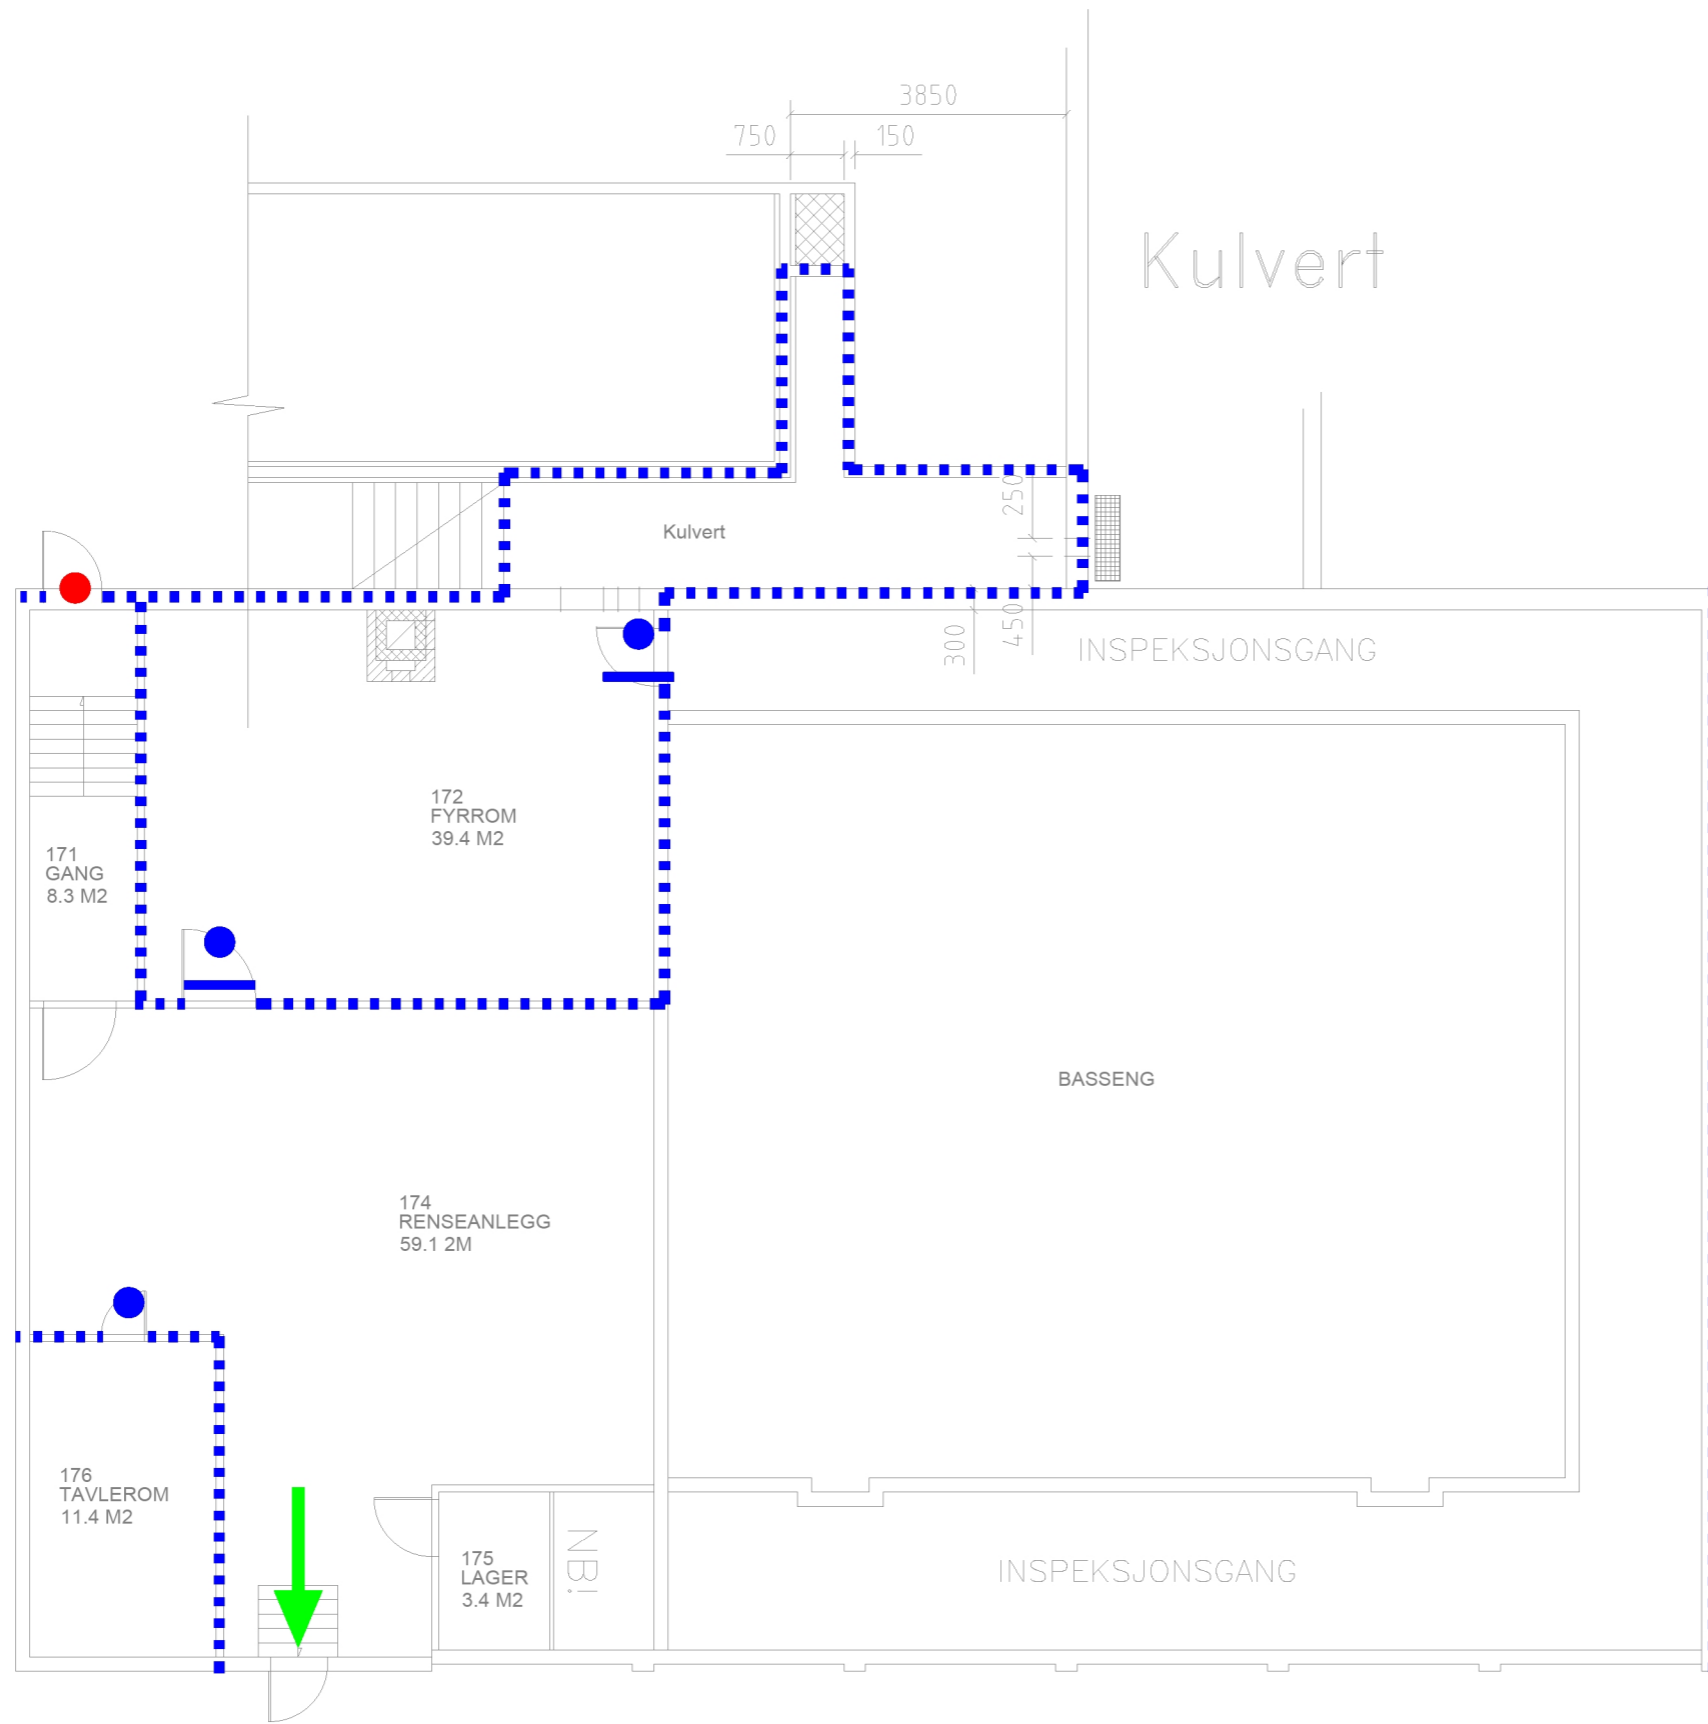 3850
750
150
Kulvert
250
Kulvert
450
300
INSPEKSJONSGANG
172
FYRROM
39.4 M2
171
GANG
8.3 M2
BASSENG
174
RENSEANLEGG
59.1 2M
176
TAVLEROM
11.4 M2
NB!
175
LAGER
3.4 M2
INSPEKSJONSGANG